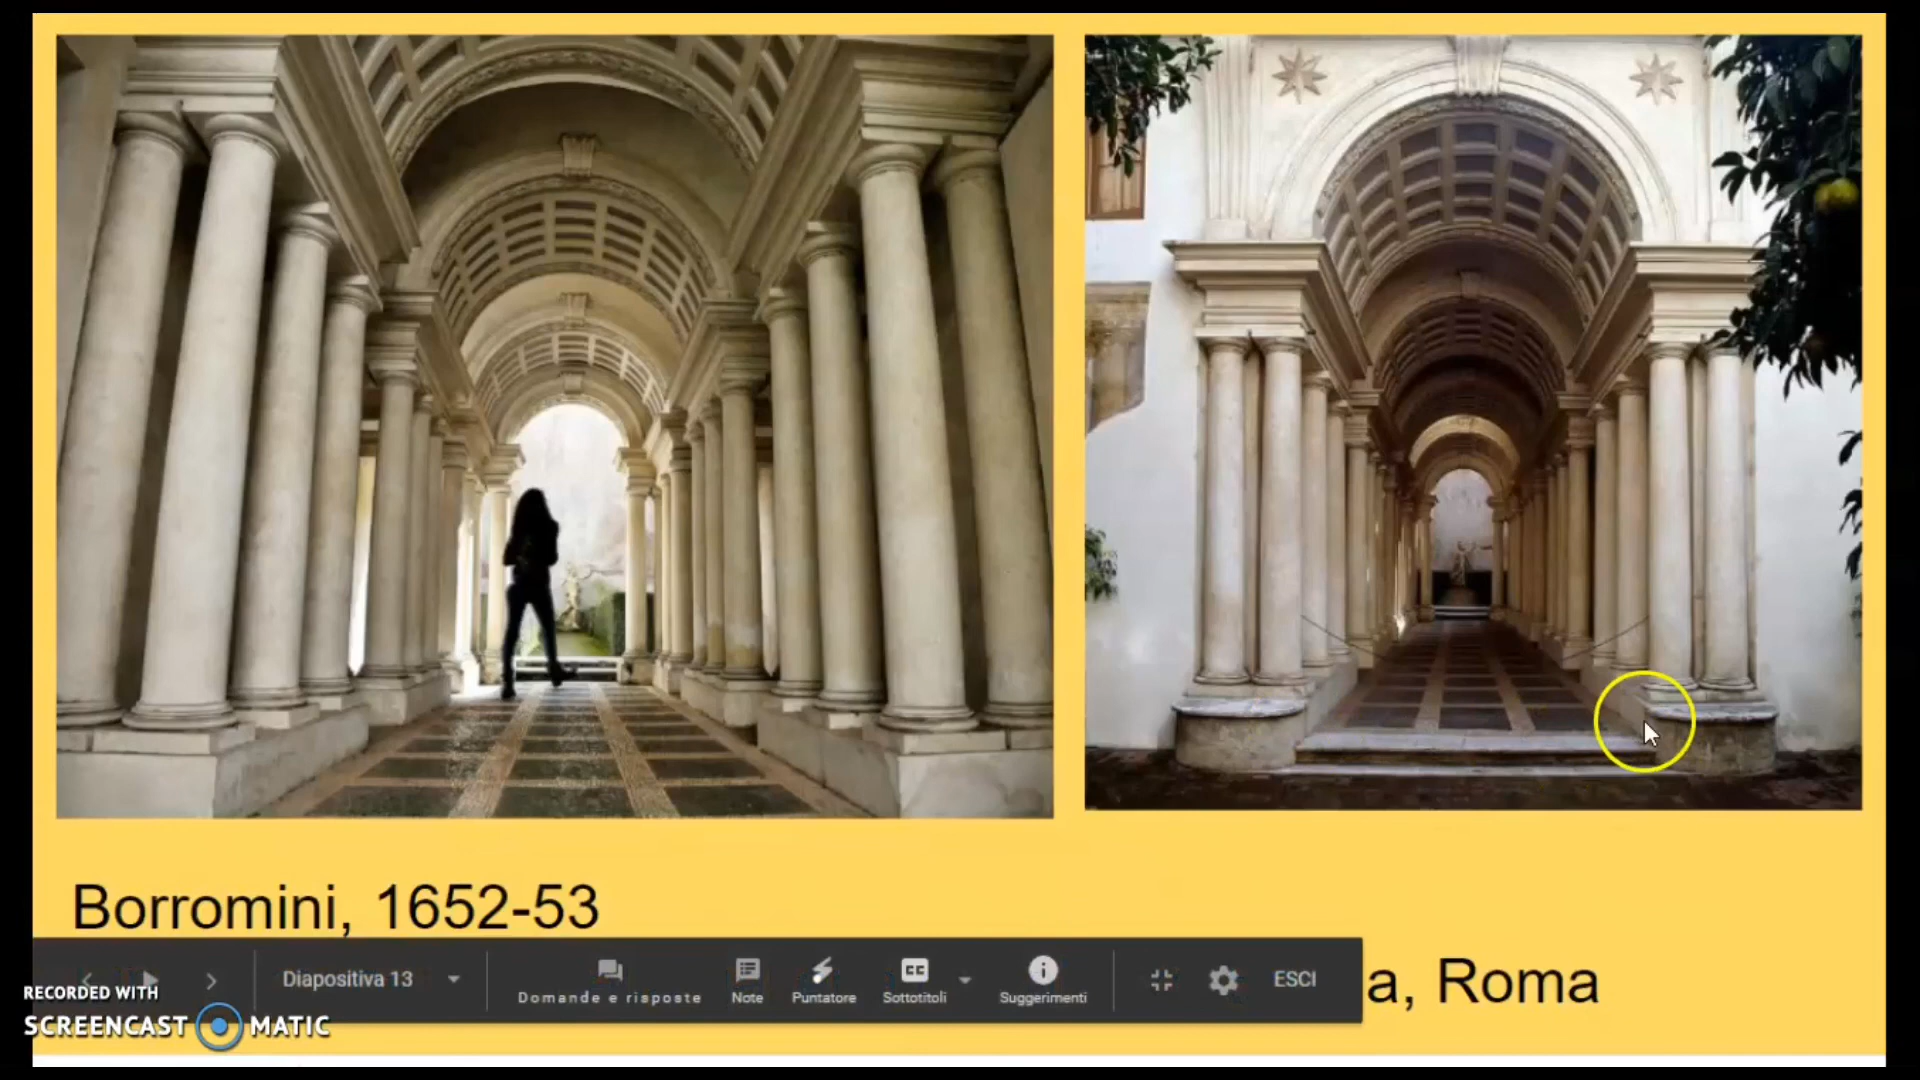 Borromini, 1652-53
a, Roma
Diapositiva 13
Domande e risposte
Note
Puntatore
Sottotitoli
Suggerimenti
ESCI
RECORDED WITH
SCREENCAST MATIC